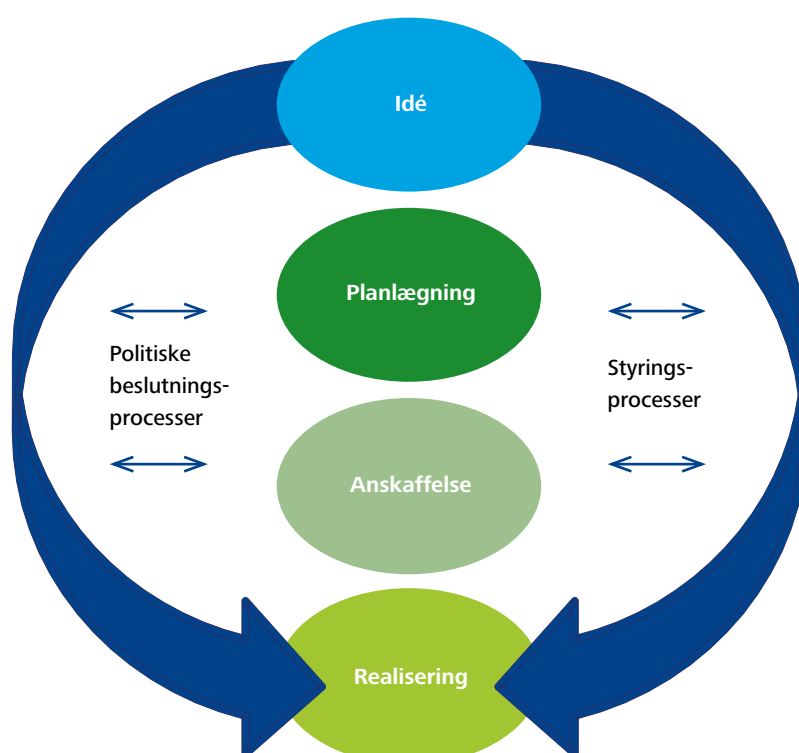 Idé
Planlægning
Politiske
beslutnings-
processer
Styrings-
processer
Anskaffelse
Realisering